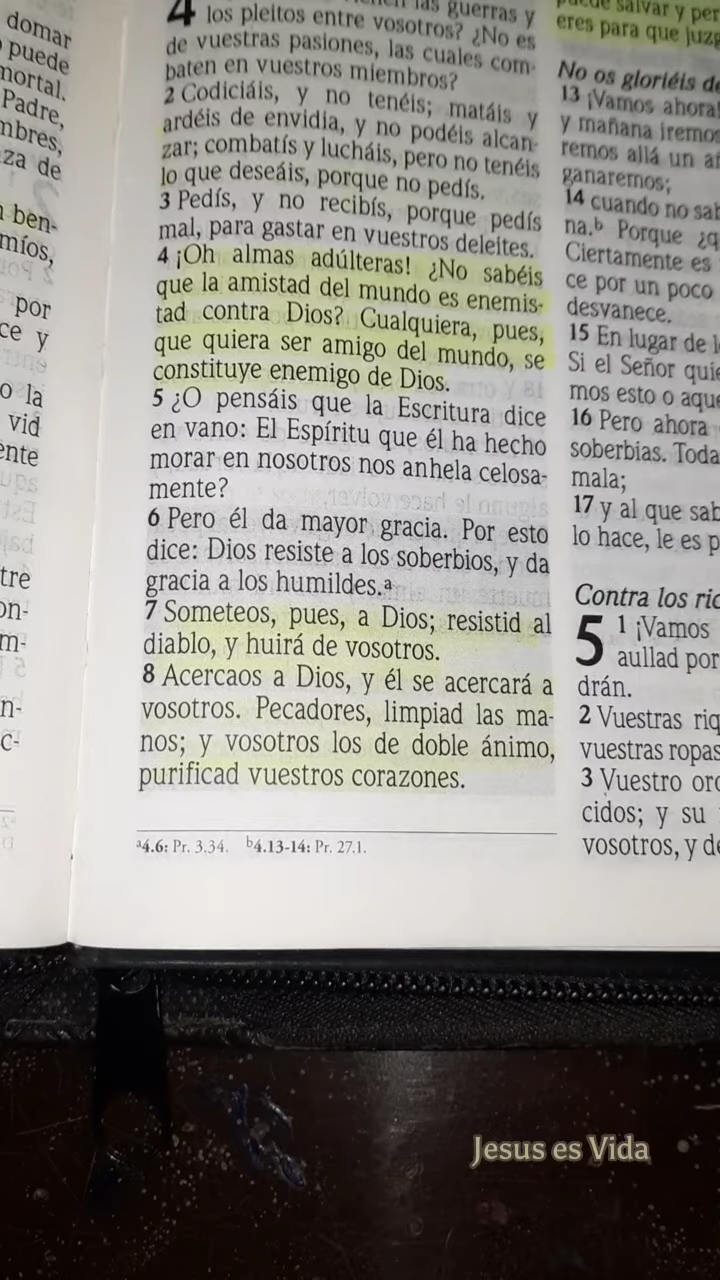 domar
puede
mortal.
Padre,
mbres,
za de
ben-
míos,
por
ce y
o la
vid
ente
tre
on-
m-
n-
c-
4 las guerras y
los pleitos entre vosotros? ¿No es
de vuestras pasiones, las cuales com-
baten en vuestros miembros?
2 Codiciáis, y no tenéis; matáis y
ardéis de envidia, y no podéis alcan-
zar; combatís y lucháis, pero no tenéis
lo que deseáis, porque no pedís.
3 Pedís, y no recibís, porque pedís
mal, para gastar en vuestros deleites.
4 ¡Oh almas adúlteras! ¿No sabéis
que la amistad del mundo es enemis-
tad contra Dios? Cualquiera, pues,
que quiera ser amigo del mundo, se
constituye enemigo de Dios.
5 ¿O pensáis que la Escritura dice
en vano: El Espíritu que él ha hecho
morar en nosotros nos anhela celosa-
mente?
6 Pero él da mayor gracia. Por esto
dice: Dios resiste a los soberbios, y da
gracia a los humildes.a
7 Someteos, pues, a Dios; resistid al
diablo, y huirá de vosotros.
8 Acercaos a Dios, y él se acercará a
vosotros. Pecadores, limpiad las ma-
nos; y vosotros los de doble ánimo,
purificad vuestros corazones.
a4.6: Pr. 3.34. b4.13-14: Pr. 27.1.
puede salvar y per
eres para que juzg
No os gloriéis de
13 ¡Vamos ahora!
y mañana iremos
remos allá un añ
ganaremos;
14 cuando no sab
na.b Porque ¿q
Ciertamente es
ce por un poco
desvanece.
15 En lugar de l
Si el Señor quie
mos esto o aque
16 Pero ahora
soberbias. Toda
mala;
17 y al que sab
lo hace, le es p
Contra los ric
5 1 ¡Vamos
aullad por
drán.
2 Vuestras riq
vuestras ropas
3 Vuestro oro
cidos; y su
vosotros, y de
Jesus es Vida